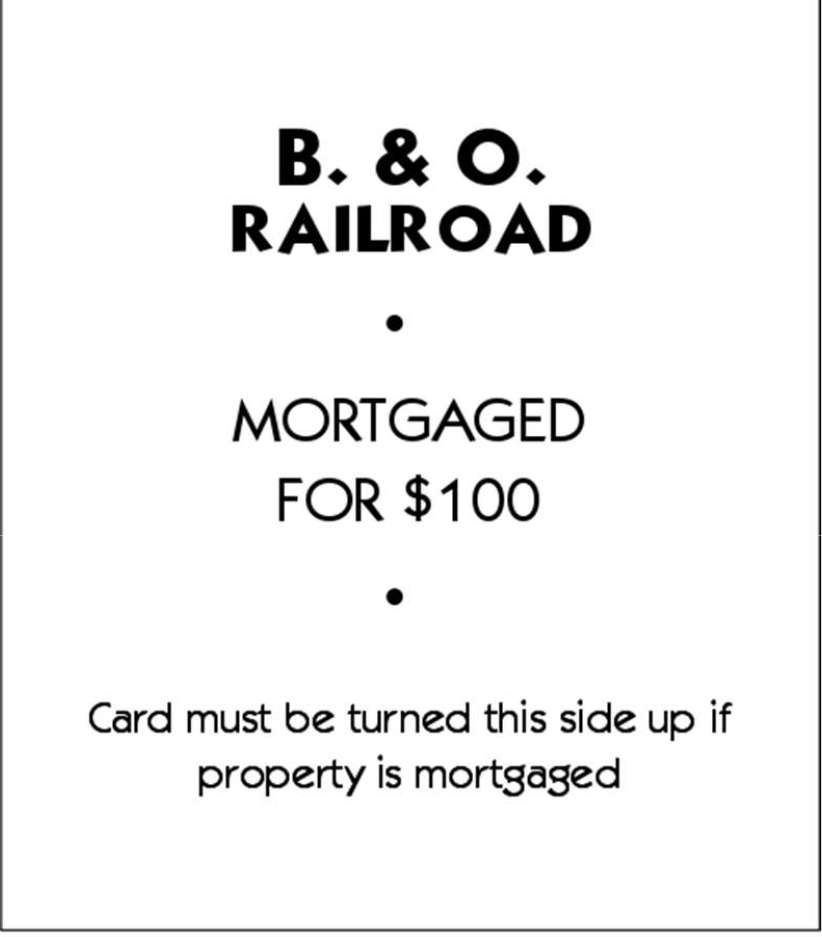 B. & O.
RAILROAD
•
MORTGAGED
FOR $100
•
Card must be turned this side up if
property is mortgaged